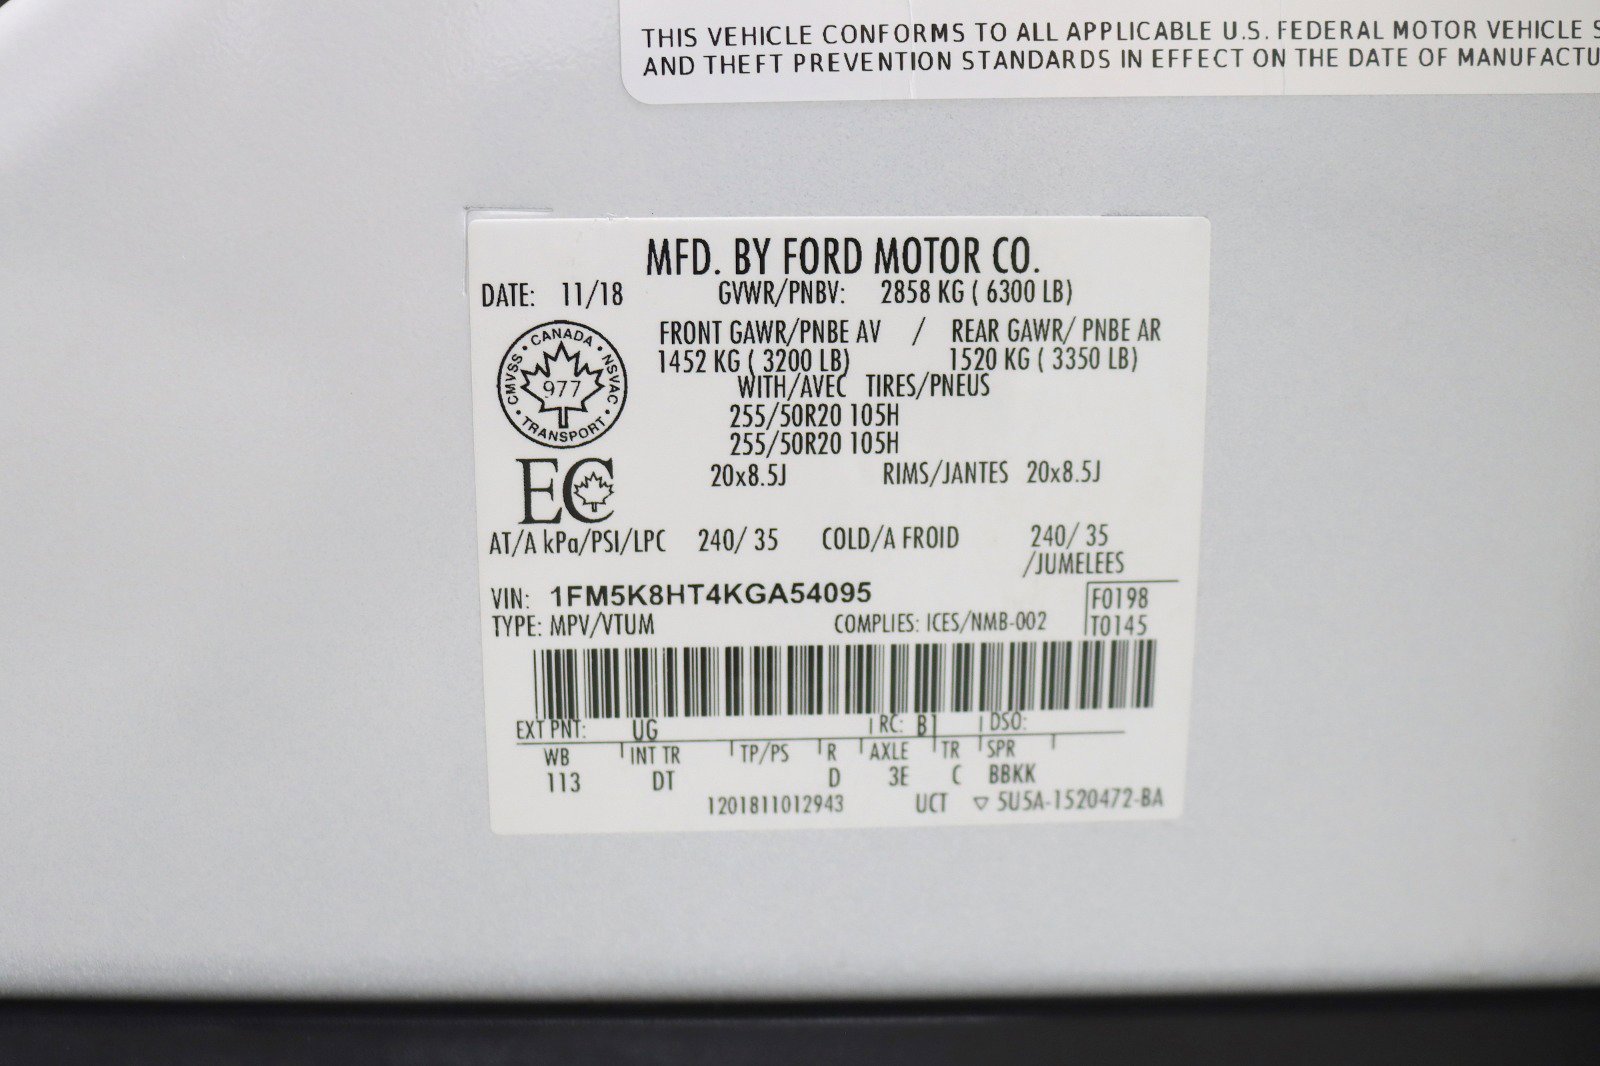 THIS VEHICLE CONFORMS TO ALL APPLICABLE U.S. FEDERAL MOTOR VEHICLE
AND THEFT PREVENTION STANDARDS IN EFFECT ON THE DATE OF MANUFACTU
MFD. BY FORD MOTOR CO.
DATE: 11/18 GVWR/PNBV: 2858 KG ( 6300 LB)
FRONT GAWR/PNBE AV / REAR GAWR/ PNBE AR
1452 KG ( 3200 LB) 1520 KG ( 3350 LB)
WITH/AVEC TIRES/PNEUS
255/50R20 105H
255/50R20 105H
20x8.5J RIMS/JANTES 20x8.5J
CMVSS • CANADA • NSVAC • TRANSPORT •
977
EC
AT/A kPa/PSI/LPC 240/ 35 COLD/A FROID 240/ 35
/JUMELEES
VIN: 1FM5K8HT4KGA54095 F0198
TYPE: MPV/VTUM COMPLIES: ICES/NMB-002 T0145
EXT PNT: UG RC: B1 DSO:
WB INT TR TP/PS R AXLE TR SPR
113 DT D 3E C BBKK
1201811012943 UCT ▽ 5U5A-1520472-BA